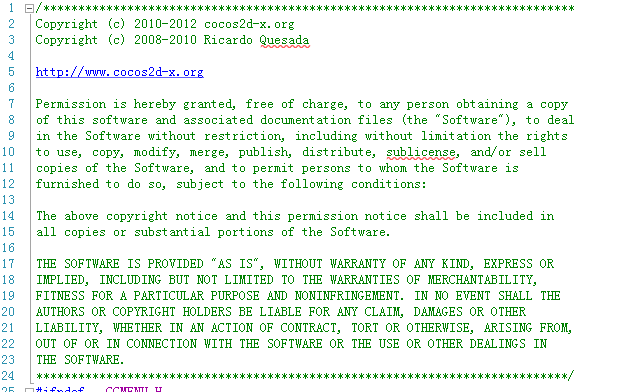 1 /****************************************************************************
2 Copyright (c) 2010-2012 cocos2d-x.org
3 Copyright (c) 2008-2010 Ricardo Quesada
4
5 http://www.cocos2d-x.org
6
7 Permission is hereby granted, free of charge, to any person obtaining a copy
8 of this software and associated documentation files (the "Software"), to deal
9 in the Software without restriction, including without limitation the rights
10 to use, copy, modify, merge, publish, distribute, sublicense, and/or sell
11 copies of the Software, and to permit persons to whom the Software is
12 furnished to do so, subject to the following conditions:
13
14 The above copyright notice and this permission notice shall be included in
15 all copies or substantial portions of the Software.
16
17 THE SOFTWARE IS PROVIDED "AS IS", WITHOUT WARRANTY OF ANY KIND, EXPRESS OR
18 IMPLIED, INCLUDING BUT NOT LIMITED TO THE WARRANTIES OF MERCHANTABILITY,
19 FITNESS FOR A PARTICULAR PURPOSE AND NONINFRINGEMENT. IN NO EVENT SHALL THE
20 AUTHORS OR COPYRIGHT HOLDERS BE LIABLE FOR ANY CLAIM, DAMAGES OR OTHER
21 LIABILITY, WHETHER IN AN ACTION OF CONTRACT, TORT OR OTHERWISE, ARISING FROM,
22 OUT OF OR IN CONNECTION WITH THE SOFTWARE OR THE USE OR OTHER DEALINGS IN
23 THE SOFTWARE.
24 ****************************************************************************/
25 #ifndef